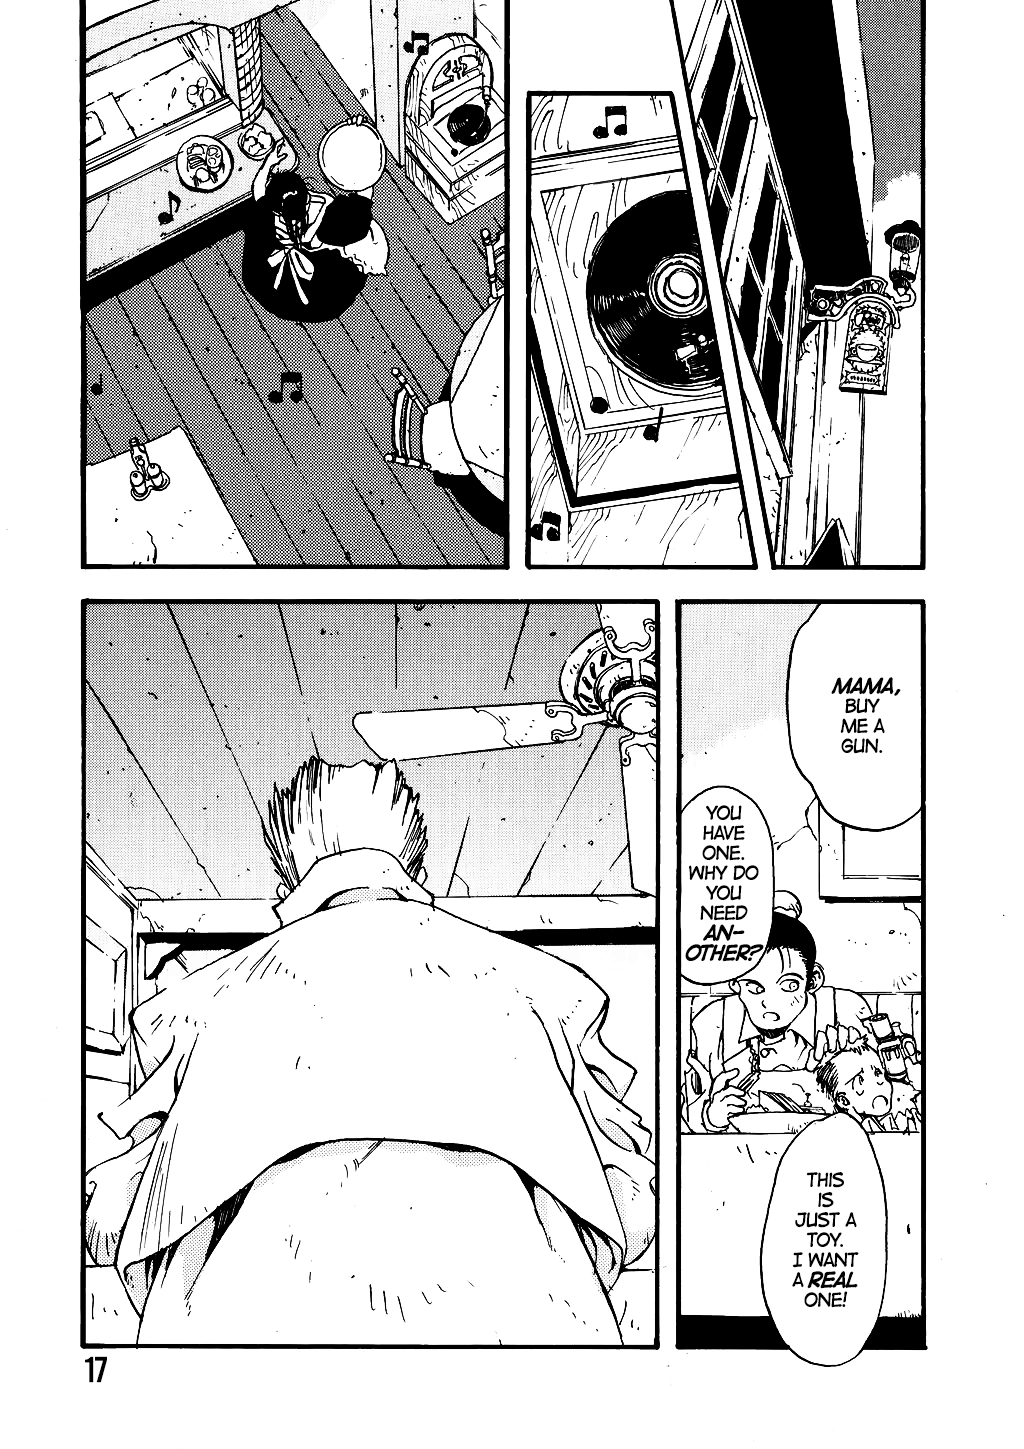 MAMA,
BUY
ME A
GUN.
YOU
HAVE
ONE.
WHY DO
YOU
NEED
AN-
OTHER?
THIS
IS
JUST A
TOY.
I WANT
A REAL
ONE!
17